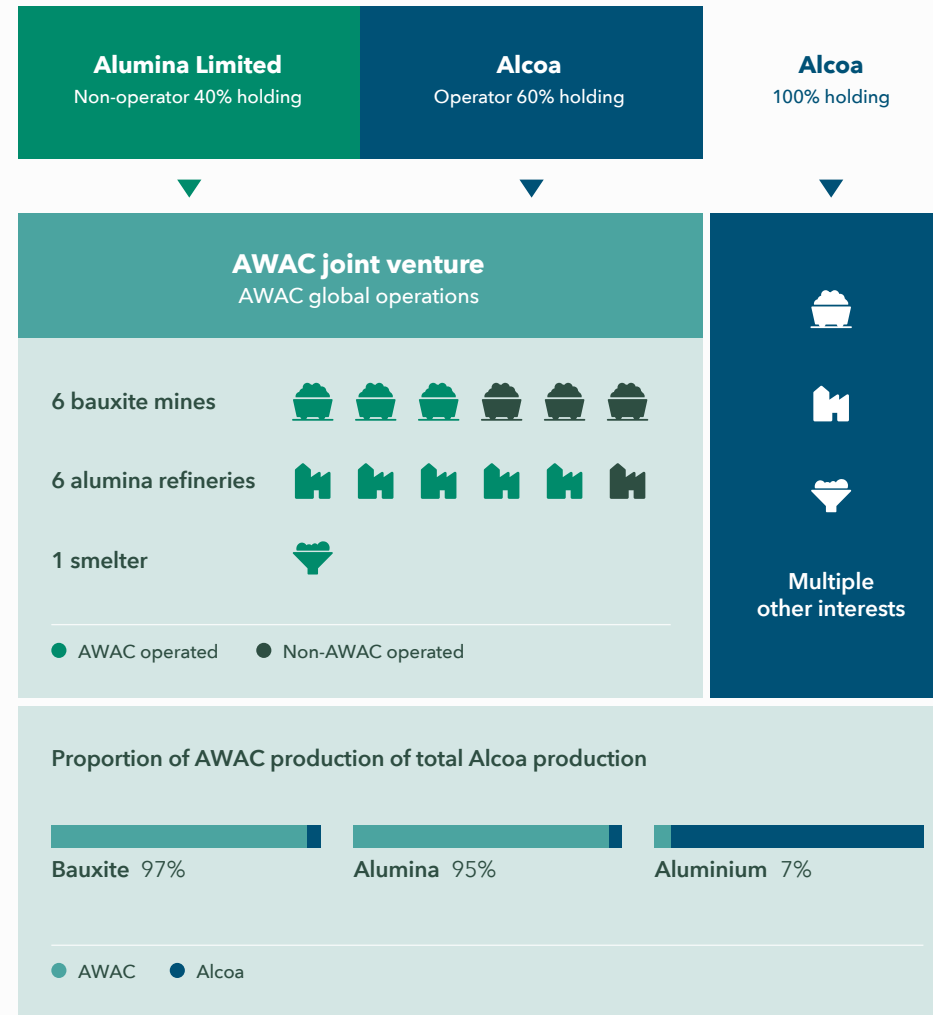 Alumina Limited
Non-operator 40% holding
Alcoa
Operator 60% holding
Alcoa
100% holding
AWAC joint venture
AWAC global operations
6 bauxite mines
6 alumina refineries
1 smelter
AWAC operated
Non-AWAC operated
Multiple
other interests
Proportion of AWAC production of total Alcoa production
Bauxite 97%
Alumina 95%
Aluminium 7%
AWAC
Alcoa